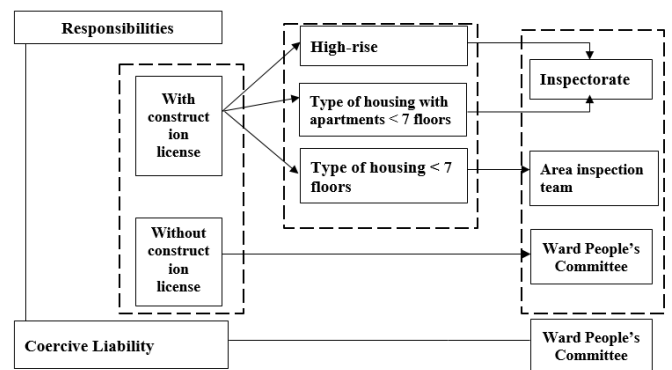 Responsibilities
High-rise
Inspectorate
With
construct
ion
license
Type of housing with
apartments < 7 floors
Type of housing < 7
floors
Area inspection
team
Without
construct
ion
license
Ward People's
Committee
Coercive Liability
Ward People's
Committee